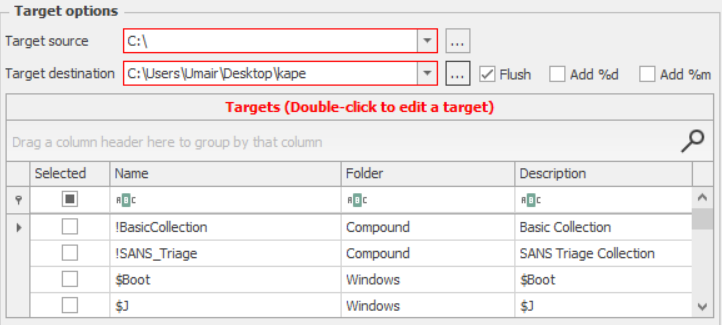 Target options
Target source C:\ ...
Target destination C:\Users\Umair\Desktop\kape ... Flush Add %d Add %m
Targets (Double-click to edit a target)
Drag a column header here to group by that column
Selected Name Folder Description
ABC ABC ABC
!BasicCollection Compound Basic Collection
!SANS_Triage Compound SANS Triage Collection
$Boot Windows $Boot
$J Windows $J